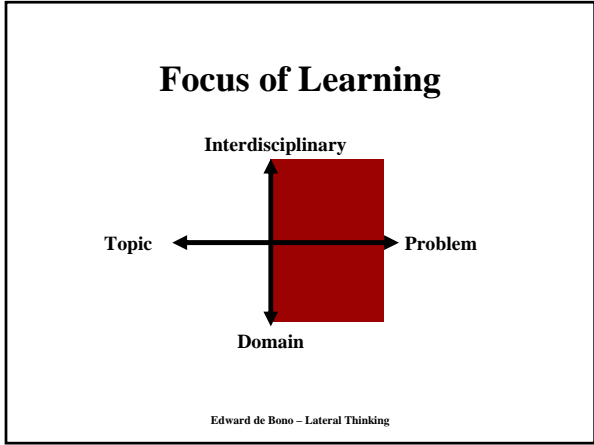 Focus of Learning
Interdisciplinary
Topic
Problem
Domain
Edward de Bono – Lateral Thinking